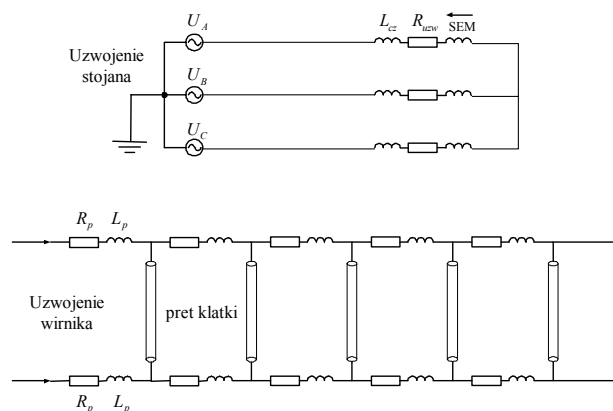 U_A
L_cz R_uzw SEM
Uzwojenie
stojana
U_B
U_C
R_p L_p
Uzwojenie
wirnika
pret klatki
R_p L_p